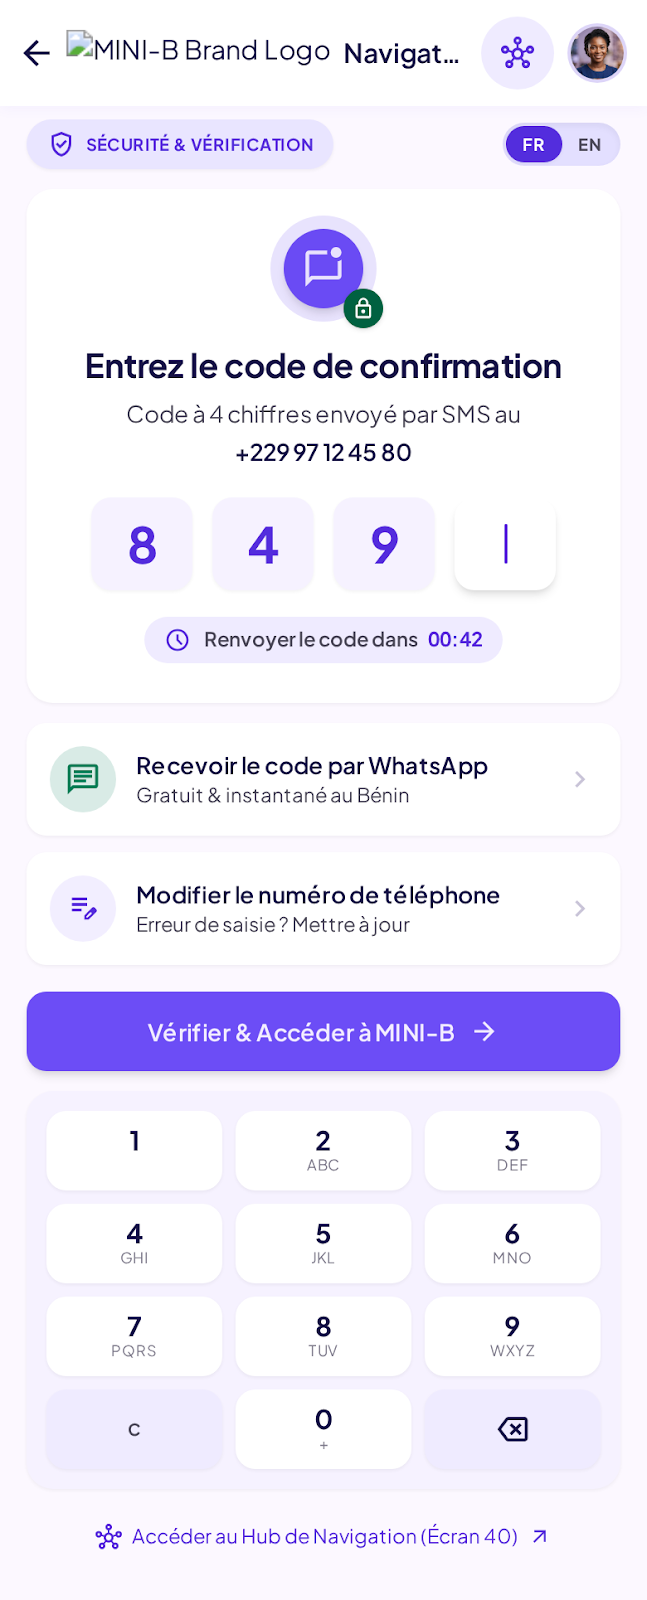 MINI-B Brand Logo Navigat...
SÉCURITÉ & VÉRIFICATION
FR EN
Entrez le code de confirmation
Code à 4 chiffres envoyé par SMS au
+229 97 12 45 80
8 4 9
Renvoyer le code dans 00:42
Recevoir le code par WhatsApp
Gratuit & instantané au Bénin
Modifier le numéro de téléphone
Erreur de saisie ? Mettre à jour
Vérifier & Accéder à MINI-B
1 2 3
ABC DEF
4 5 6
GHI JKL MNO
7 8 9
PQRS TUV WXYZ
C 0
+
Accéder au Hub de Navigation (Écran 40)